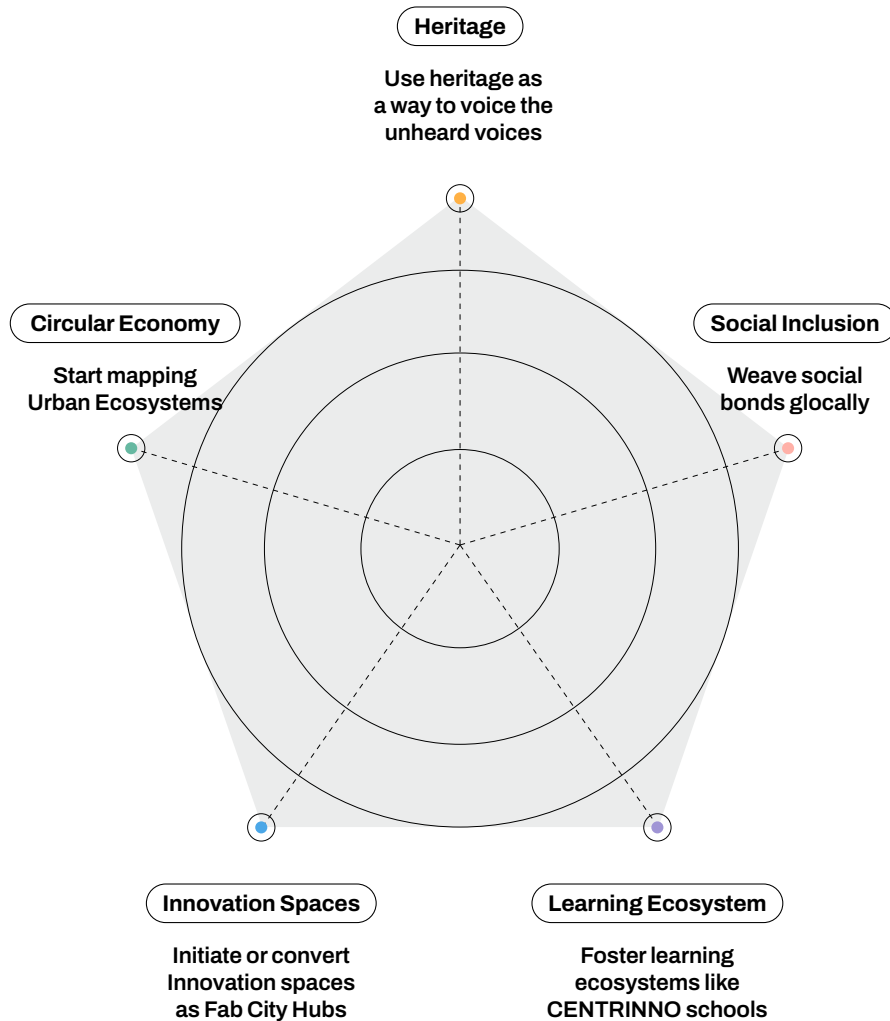 Heritage
Use heritage as
a way to voice the
unheard voices
Circular Economy
Start mapping
Urban Ecosystems
Social Inclusion
Weave social
bonds glocally
Innovation Spaces
Initiate or convert
Innovation spaces
as Fab City Hubs
Learning Ecosystem
Foster learning
ecosystems like
CENTRINNO schools